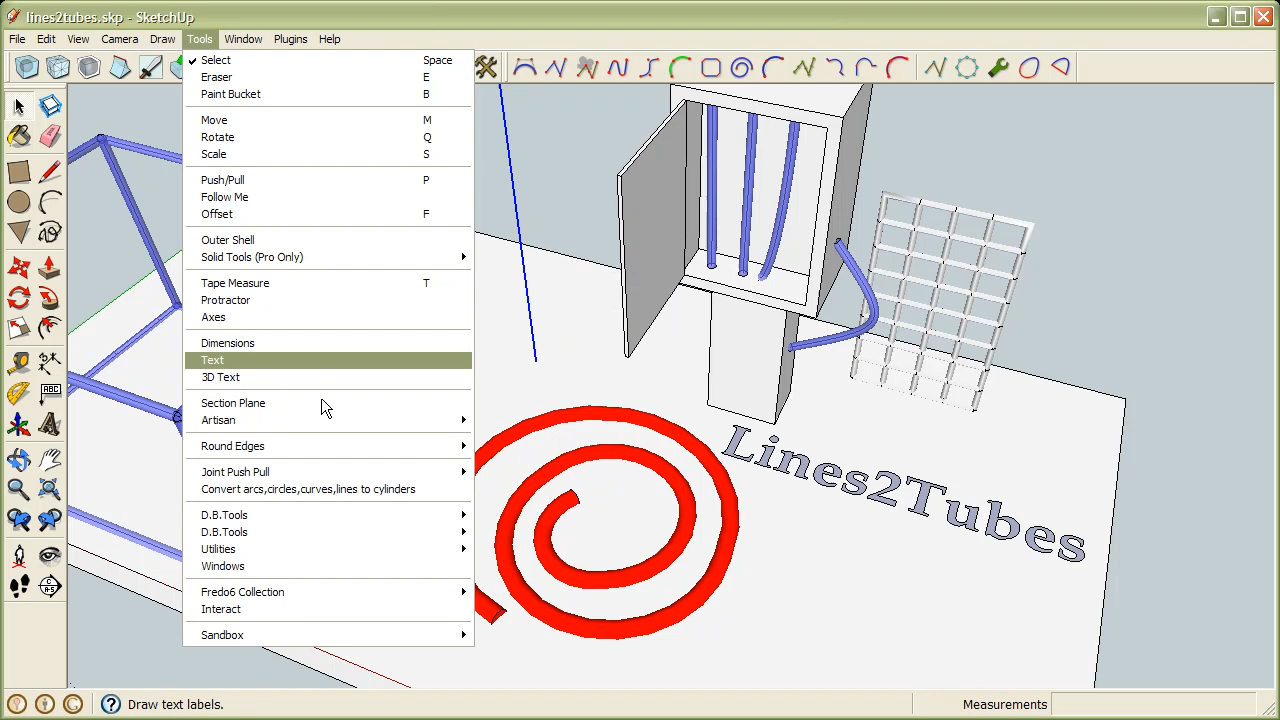 lines2tubes.skp - SketchUp
File Edit View Camera Draw Tools Window Plugins Help
Select Space
Eraser E
Paint Bucket B
Move M
Rotate Q
Scale S
Push/Pull P
Follow Me
Offset F
Outer Shell
Solid Tools (Pro Only)
Tape Measure T
Protractor
Axes
Dimensions
Text
3D Text
Section Plane
Artisan
Round Edges
Joint Push Pull
Convert arcs,circles,curves,lines to cylinders
D.B.Tools
D.B.Tools
Utilities
Windows
Fredo6 Collection
Interact
Sandbox
ABC
Lines2Tubes
Draw text labels.
Measurements